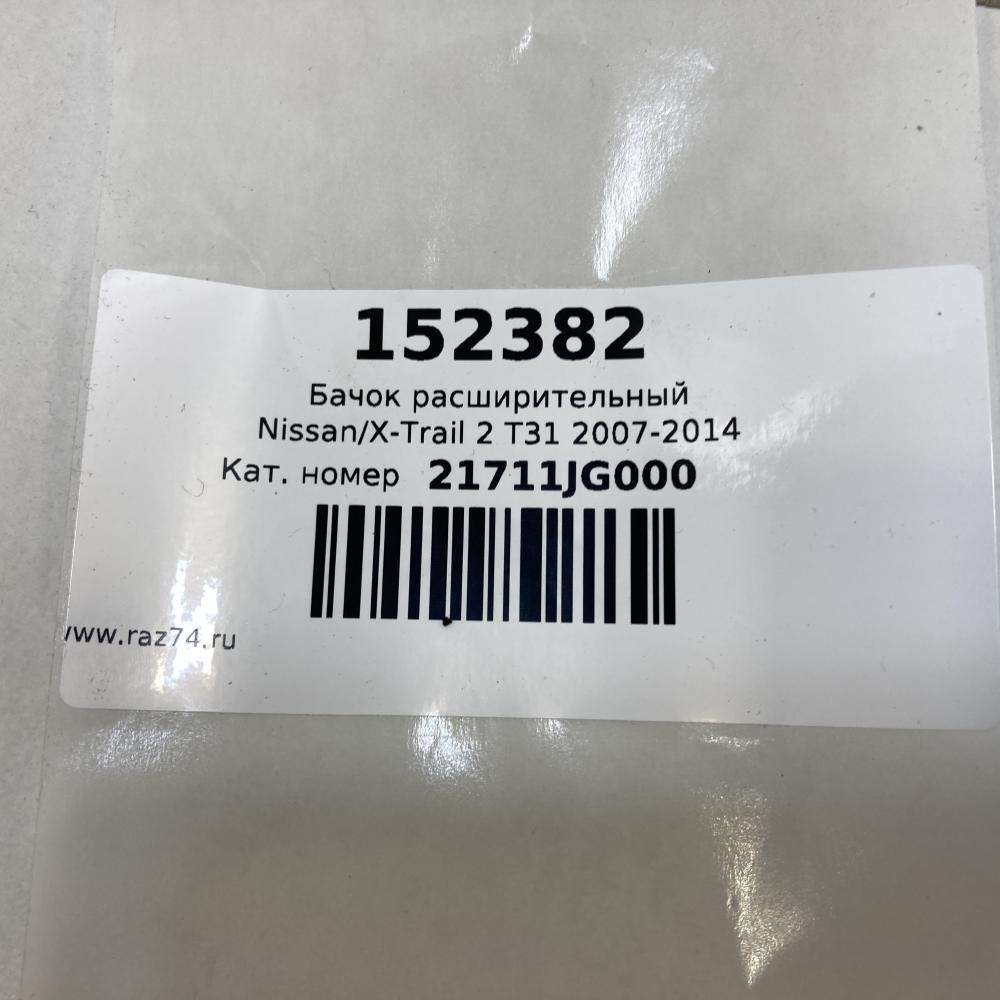 152382
Бачок расширительный
Nissan/X-Trail 2 T31 2007-2014
Кат. номер 21711JG000
www.raz74.ru